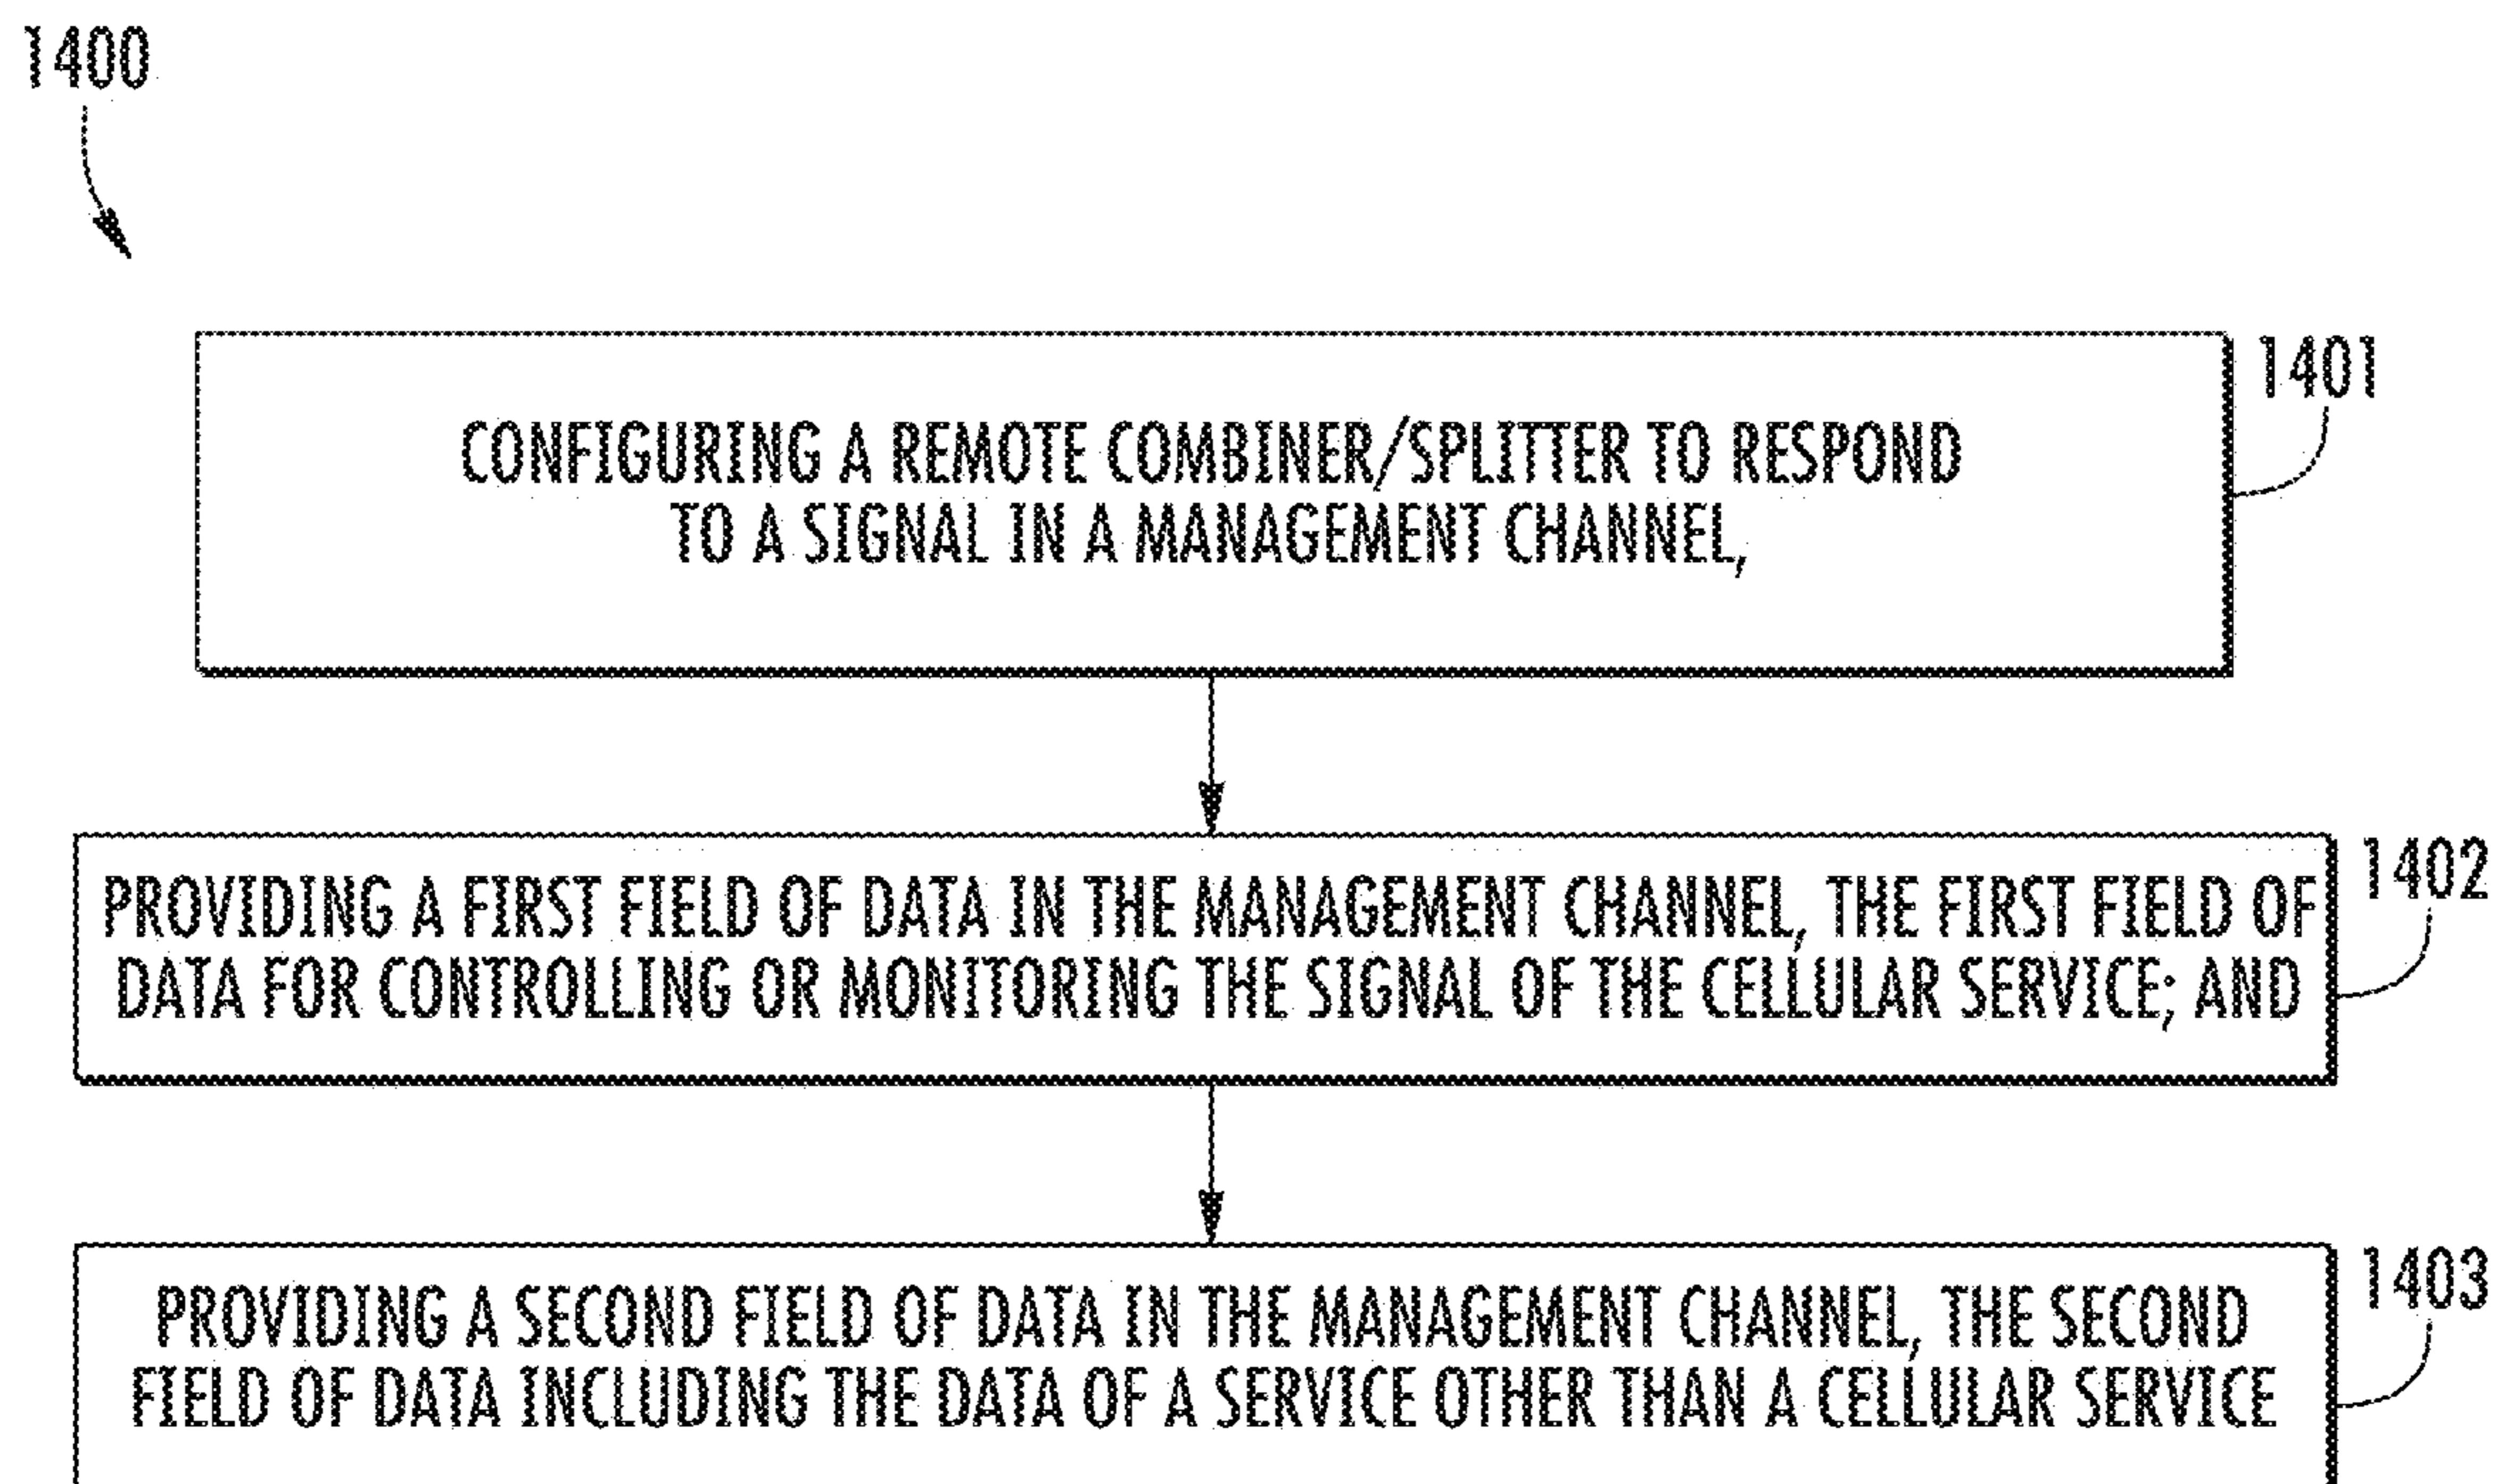 1400
1401
CONFIGURING A REMOTE COMBINER/SPLITTER TO RESPOND
TO A SIGNAL IN A MANAGEMENT CHANNEL,
1402
PROVIDING A FIRST FIELD OF DATA IN THE MANAGEMENT CHANNEL, THE FIRST FIELD OF
DATA FOR CONTROLLING OR MONITORING THE SIGNAL OF THE CELLULAR SERVICE; AND
1403
PROVIDING A SECOND FIELD OF DATA IN THE MANAGEMENT CHANNEL, THE SECOND
FIELD OF DATA INCLUDING THE DATA OF A SERVICE OTHER THAN A CELLULAR SERVICE